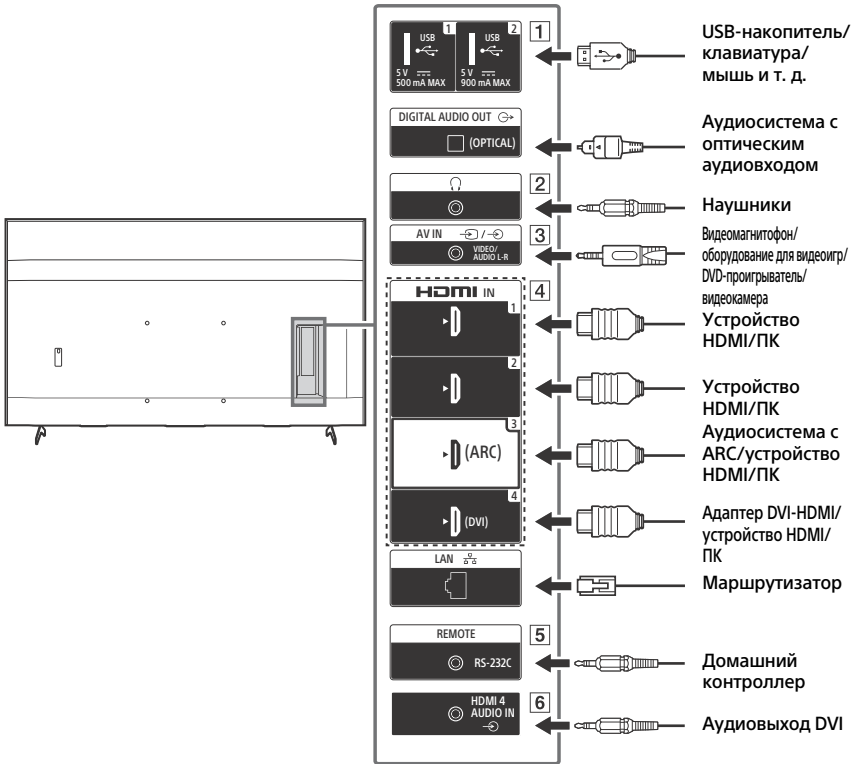 1 2 1
USB USB
5 V 5 V
500 mA MAX 900 mA MAX
USB-накопитель/
клавиатура/
мышь и т. д.
DIGITAL AUDIO OUT
(OPTICAL)
Аудиосистема с
оптическим
аудиовходом
2
Наушники
AV IN / 3
VIDEO/
AUDIO L-R
Видеомагнитофон/
оборудование для видеоигр/
DVD-проигрыватель/
видеокамера
HDMI IN 4
1
Устройство
HDMI/ПК
2
Устройство
HDMI/ПК
3
(ARC)
Аудиосистема с
ARC/устройство
HDMI/ПК
4
(DVI)
Адаптер DVI-HDMI/
устройство HDMI/
ПК
LAN
Маршрутизатор
REMOTE 5
RS-232C
Домашний
контроллер
HDMI 4 6
AUDIO IN
Аудиовыход DVI